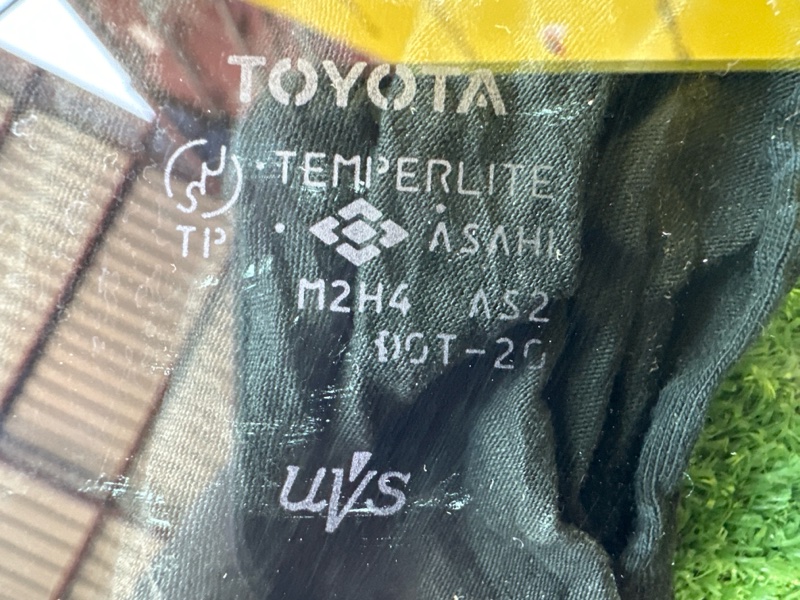 TOYOTA
TEMPERLITE
TP
ASAHI
M2H4 AS2
DOT-20
UVS